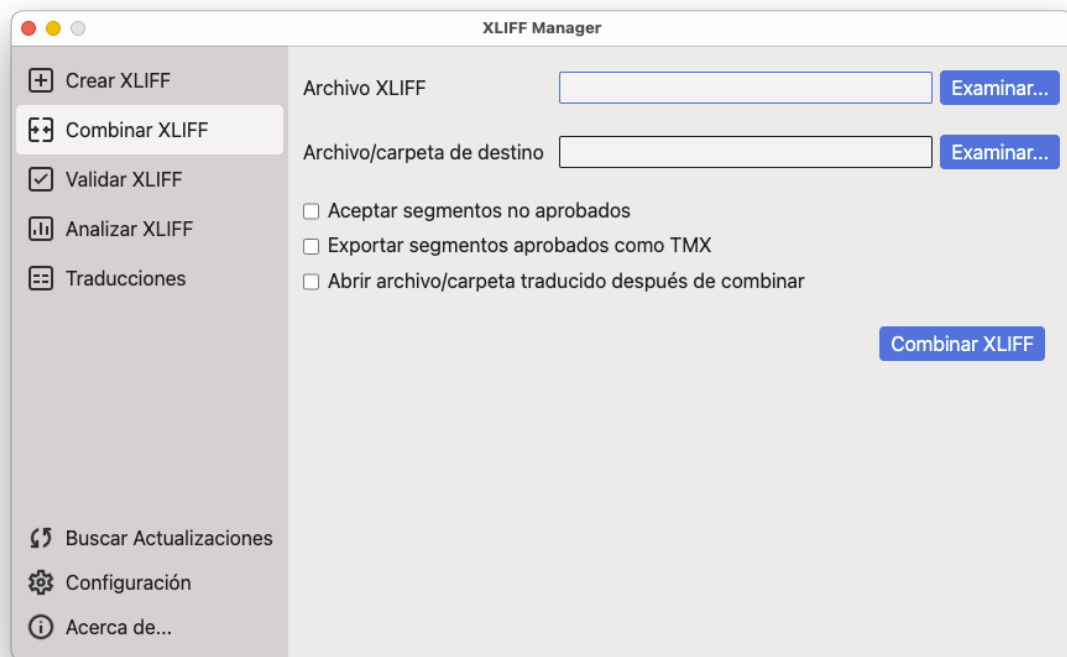 XLIFF Manager
Crear XLIFF
Combinar XLIFF
Validar XLIFF
Analizar XLIFF
Traducciones
Buscar Actualizaciones
Configuración
Acerca de...
Archivo XLIFF
Examinar...
Archivo/carpeta de destino
Examinar...
Aceptar segmentos no aprobados
Exportar segmentos aprobados como TMX
Abrir archivo/carpeta traducido después de combinar
Combinar XLIFF